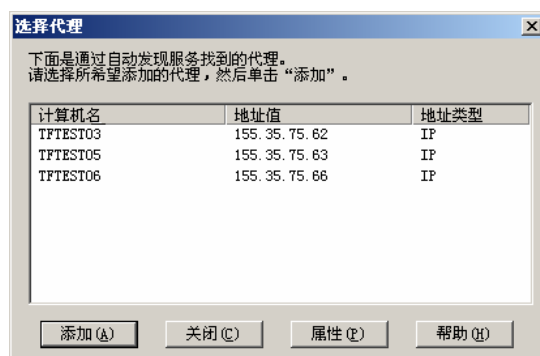 选择代理
下面是通过自动发现服务找到的代理。
请选择所希望添加的代理，然后单击“添加”。
计算机名 地址值 地址类型
TFTEST03 155.35.75.62 IP
TFTEST05 155.35.75.63 IP
TFTEST06 155.35.75.66 IP
添加(A) 关闭(C) 属性(P) 帮助(H)